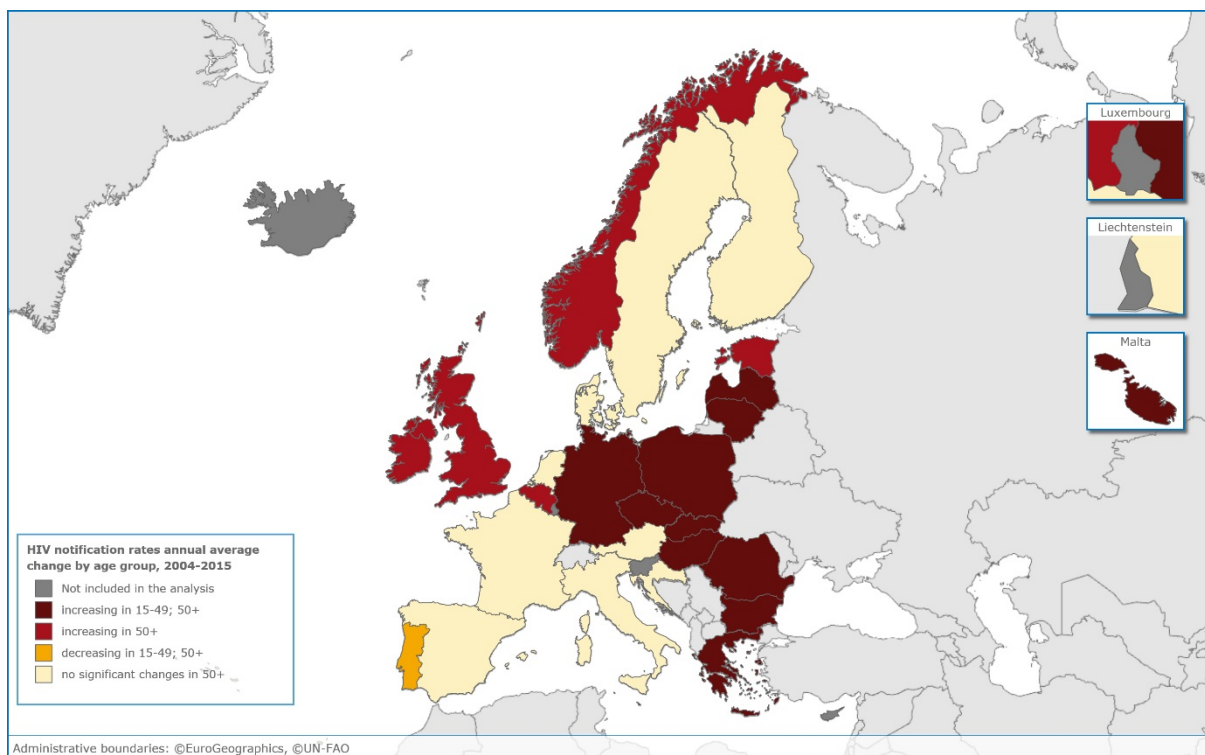 Luxembourg
Liechtenstein
Malta
HIV notification rates annual average
change by age group, 2004-2015
Not included in the analysis
increasing in 15-49; 50+
increasing in 50+
decreasing in 15-49; 50+
no significant changes in 50+
Administrative boundaries: ©EuroGeographics, ©UN-FAO